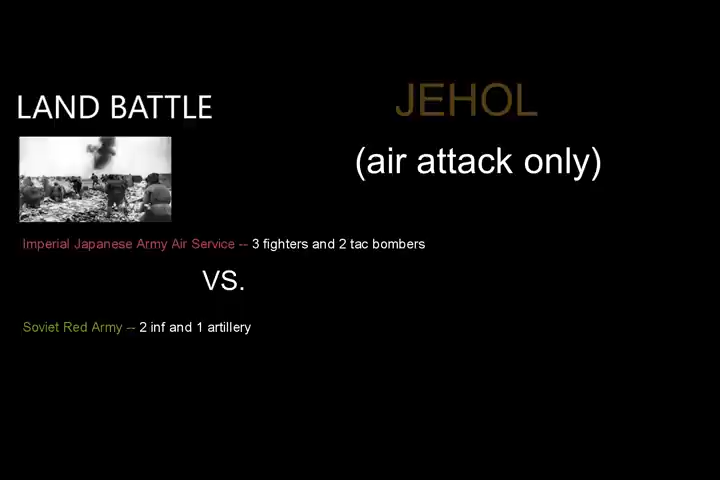 JEHOL
LAND BATTLE
(air attack only)
Imperial Japanese Army Air Service -- 3 fighters and 2 tac bombers
VS.
Soviet Red Army -- 2 inf and 1 artillery